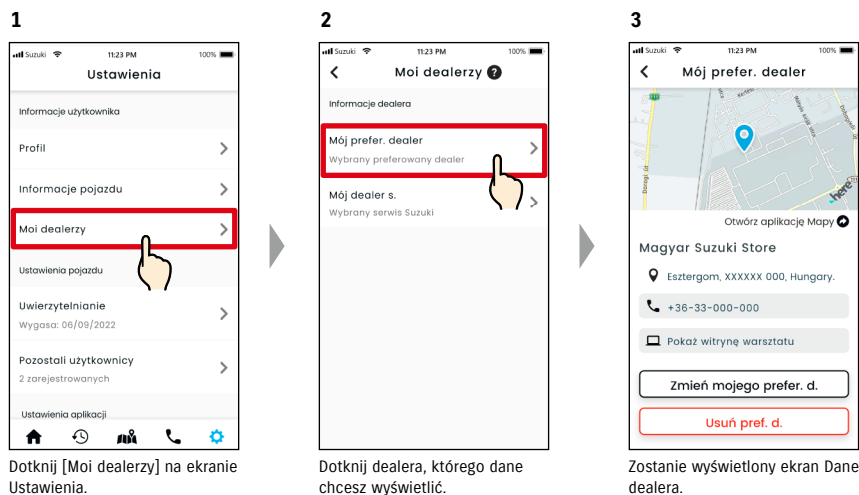 1
Suzuki 11:23 PM 100%
Ustawienia
Informacje użytkownika
Profil
Informacje pojazdu
Moi dealerzy
Ustawienia pojazdu
Uwierzytelnianie
Wygasa: 06/09/2022
Pozostali użytkownicy
2 zarejestrowanych
Ustawienia aplikacji
Dotknij [Moi dealerzy] na ekranie
Ustawienia.
2
Suzuki 11:23 PM 100%
Moi dealerzy ?
Informacje dealera
Mój prefer. dealer
Wybrany preferowany dealer
Mój dealer s.
Wybrany serwis Suzuki
Dotknij dealera, którego dane
chcesz wyświetlić.
3
Suzuki 11:23 PM 100%
Mój prefer. dealer
Dorogi út
here
Otwórz aplikację Mapy
Magyar Suzuki Store
Esztergom, XXXXXX 000, Hungary.
+36-33-000-000
Pokaż witrynę warsztatu
Zmień mojego prefer. d.
Usuń pref. d.
Zostanie wyświetlony ekran Dane
dealera.